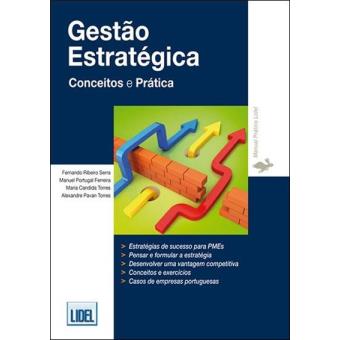 Gestão
Estratégica
Conceitos e Prática
Fernando Ribeiro Serra
Manuel Portugal Ferreira
Maria Candida Torres
Alexandre Pavan Torres
Manual Prático Lidel
> Estratégias de sucesso para PMEs
> Pensar e formular a estratégia
> Desenvolver uma vantagem competitiva
> Conceitos e exercícios
> Casos de empresas portuguesas
LIDEL